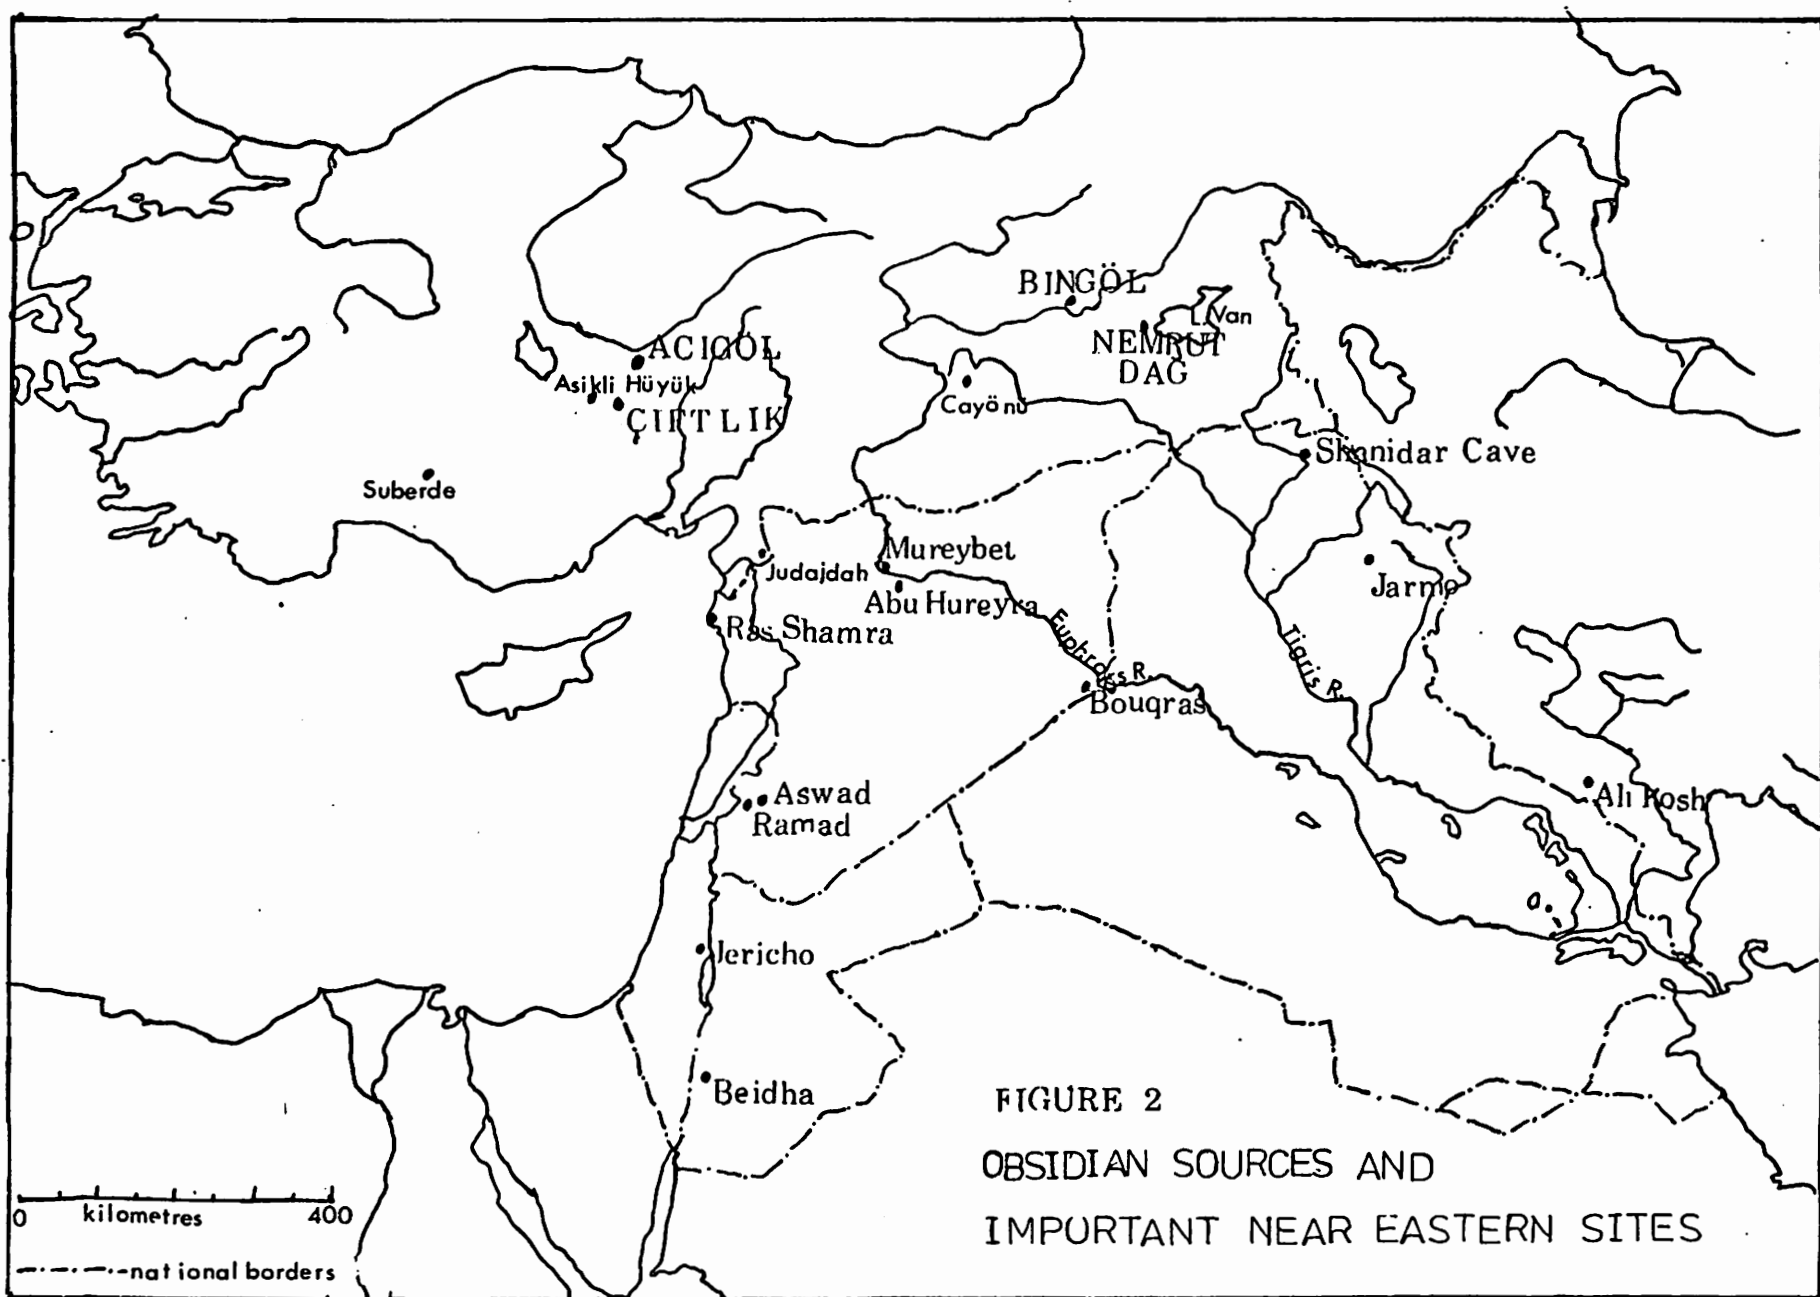 BINGÖL
L.Van
NEMRUT
DAG
ACIGÖL
Asikli Hüyük
ÇIFTLIK
Cayönü
Shanidar Cave
Suberde
Mureybet
Judajdah
Jarmo
Abu Hureyra
Ras Shamra
Euphrates R.
Tigris R.
Bouqras
Aswad
Ramad
Ali Kosh
Jericho
Beidha
FIGURE 2
OBSIDIAN SOURCES AND
IMPORTANT NEAR EASTERN SITES
0 kilometres 400
national borders